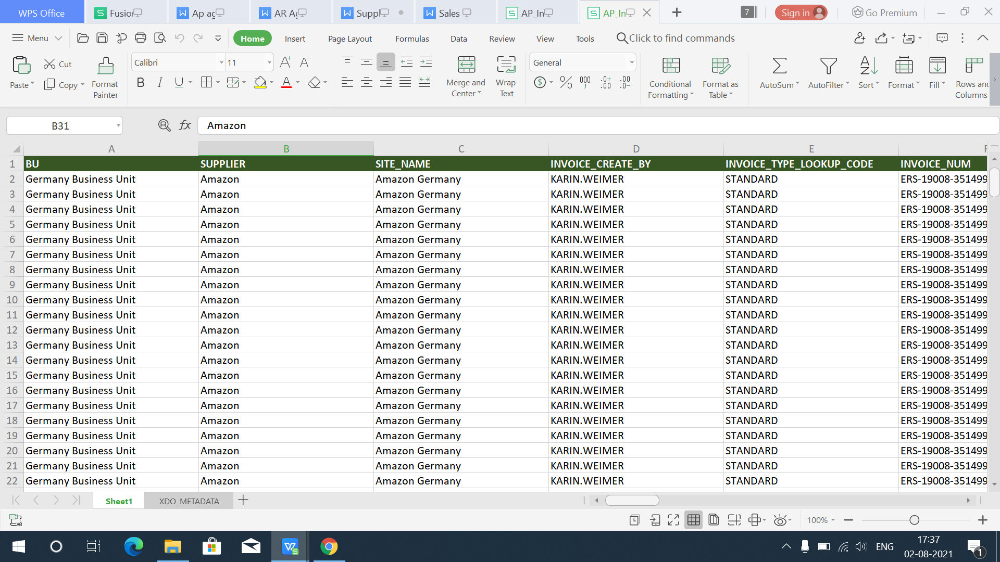 WPS Office Fusio Ap ag AR Ag Suppl Sales AP_In AP_In 7 Sign in Go Premium
Menu Home Insert Page Layout Formulas Data Review View Tools Click to find commands
Paste Cut Copy Format Painter Calibri 11 Merge and Center Wrap Text General Conditional Formatting Format as Table AutoSum AutoFilter Sort Format Fill Rows and Columns
B31 fx Amazon
A B C D E F
1 BU SUPPLIER SITE_NAME INVOICE_CREATE_BY INVOICE_TYPE_LOOKUP_CODE INVOICE_NUM
2 Germany Business Unit Amazon Amazon Germany KARIN.WEIMER STANDARD ERS-19008-351499
3 Germany Business Unit Amazon Amazon Germany KARIN.WEIMER STANDARD ERS-19008-351499
4 Germany Business Unit Amazon Amazon Germany KARIN.WEIMER STANDARD ERS-19008-351499
5 Germany Business Unit Amazon Amazon Germany KARIN.WEIMER STANDARD ERS-19008-351499
6 Germany Business Unit Amazon Amazon Germany KARIN.WEIMER STANDARD ERS-19008-351499
7 Germany Business Unit Amazon Amazon Germany KARIN.WEIMER STANDARD ERS-19008-351499
8 Germany Business Unit Amazon Amazon Germany KARIN.WEIMER STANDARD ERS-19008-351499
9 Germany Business Unit Amazon Amazon Germany KARIN.WEIMER STANDARD ERS-19008-351499
10 Germany Business Unit Amazon Amazon Germany KARIN.WEIMER STANDARD ERS-19008-351499
11 Germany Business Unit Amazon Amazon Germany KARIN.WEIMER STANDARD ERS-19008-351499
12 Germany Business Unit Amazon Amazon Germany KARIN.WEIMER STANDARD ERS-19008-351499
13 Germany Business Unit Amazon Amazon Germany KARIN.WEIMER STANDARD ERS-19008-351499
14 Germany Business Unit Amazon Amazon Germany KARIN.WEIMER STANDARD ERS-19008-351499
15 Germany Business Unit Amazon Amazon Germany KARIN.WEIMER STANDARD ERS-19008-351499
16 Germany Business Unit Amazon Amazon Germany KARIN.WEIMER STANDARD ERS-19008-351499
17 Germany Business Unit Amazon Amazon Germany KARIN.WEIMER STANDARD ERS-19008-351499
18 Germany Business Unit Amazon Amazon Germany KARIN.WEIMER STANDARD ERS-19008-351499
19 Germany Business Unit Amazon Amazon Germany KARIN.WEIMER STANDARD ERS-19008-351499
20 Germany Business Unit Amazon Amazon Germany KARIN.WEIMER STANDARD ERS-19008-351499
21 Germany Business Unit Amazon Amazon Germany KARIN.WEIMER STANDARD ERS-19008-351499
22 Germany Business Unit Amazon Amazon Germany KARIN.WEIMER STANDARD ERS-19008-351499
Sheet1 XDO_METADATA
100%
ENG 17:37
02-08-2021 1